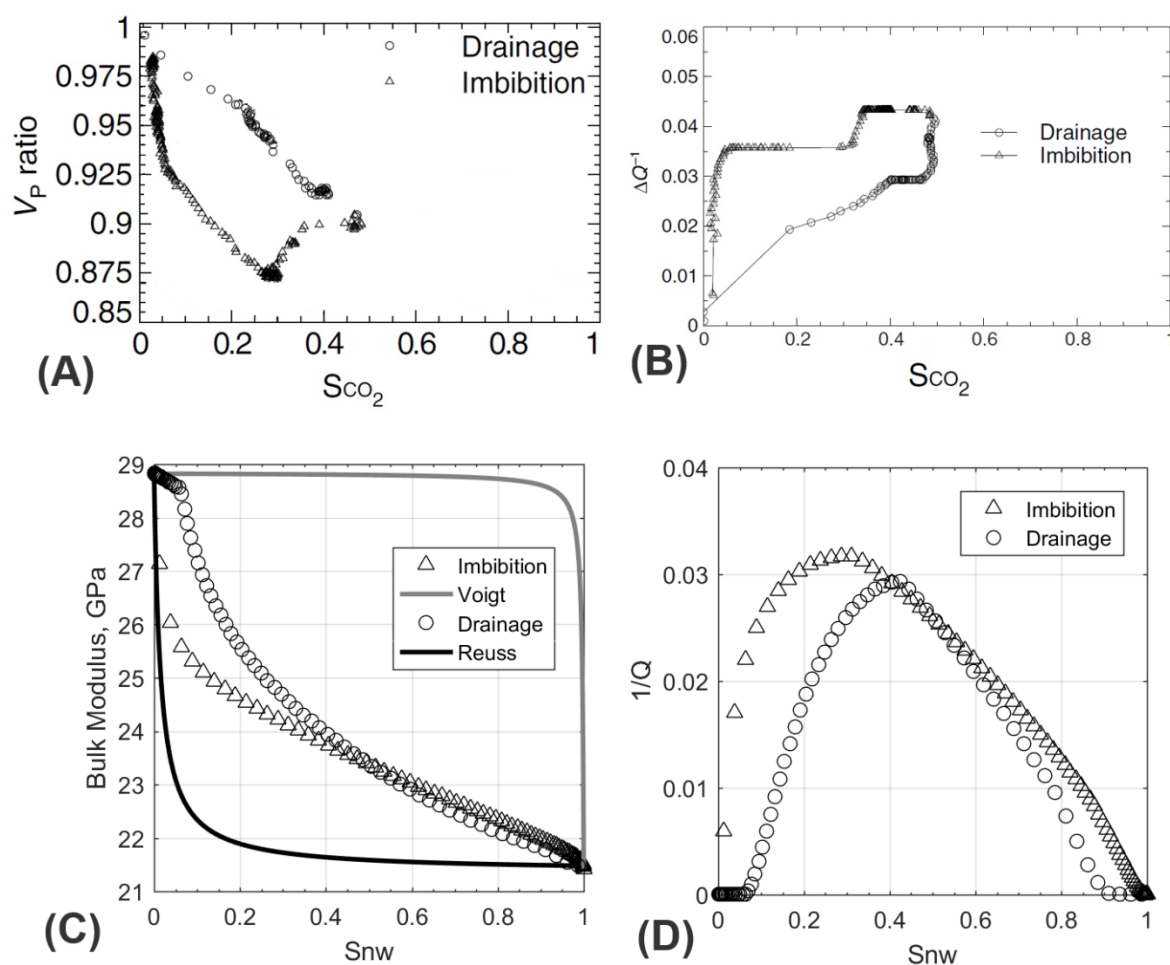 1
0.975
0.95
0.925
0.9
0.875
0.85
V_P ratio
Drainage
Imbibition
0 0.2 0.4 0.6 0.8 1
(A)
S_CO₂
0.06
0.05
0.04
0.03
0.02
0.01
0
ΔQ⁻¹
Drainage
Imbibition
0 0.2 0.4 0.6 0.8 1
(B)
S_CO₂
29
28
27
26
25
24
23
22
21
Bulk Modulus, GPa
Imbibition
Voigt
Drainage
Reuss
0 0.2 0.4 0.6 0.8 1
(C)
Snw
0.04
0.03
0.02
0.01
0
1/Q
Imbibition
Drainage
0 0.2 0.4 0.6 0.8 1
(D)
Snw